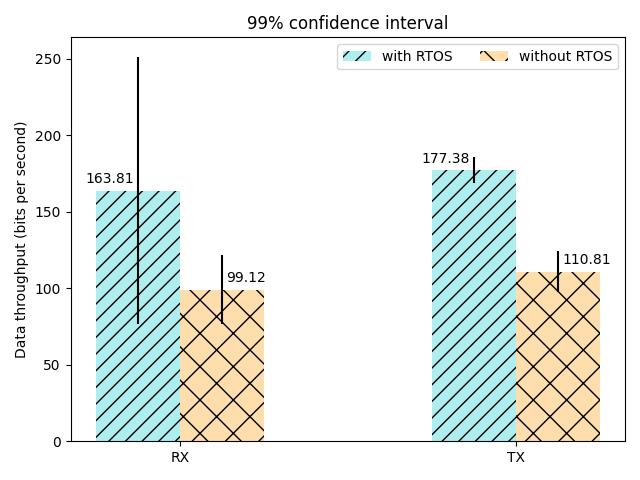 99% confidence interval
with RTOS
without RTOS
Data throughput (bits per second)
250
200
150
100
50
0
163.81
99.12
177.38
110.81
RX
TX